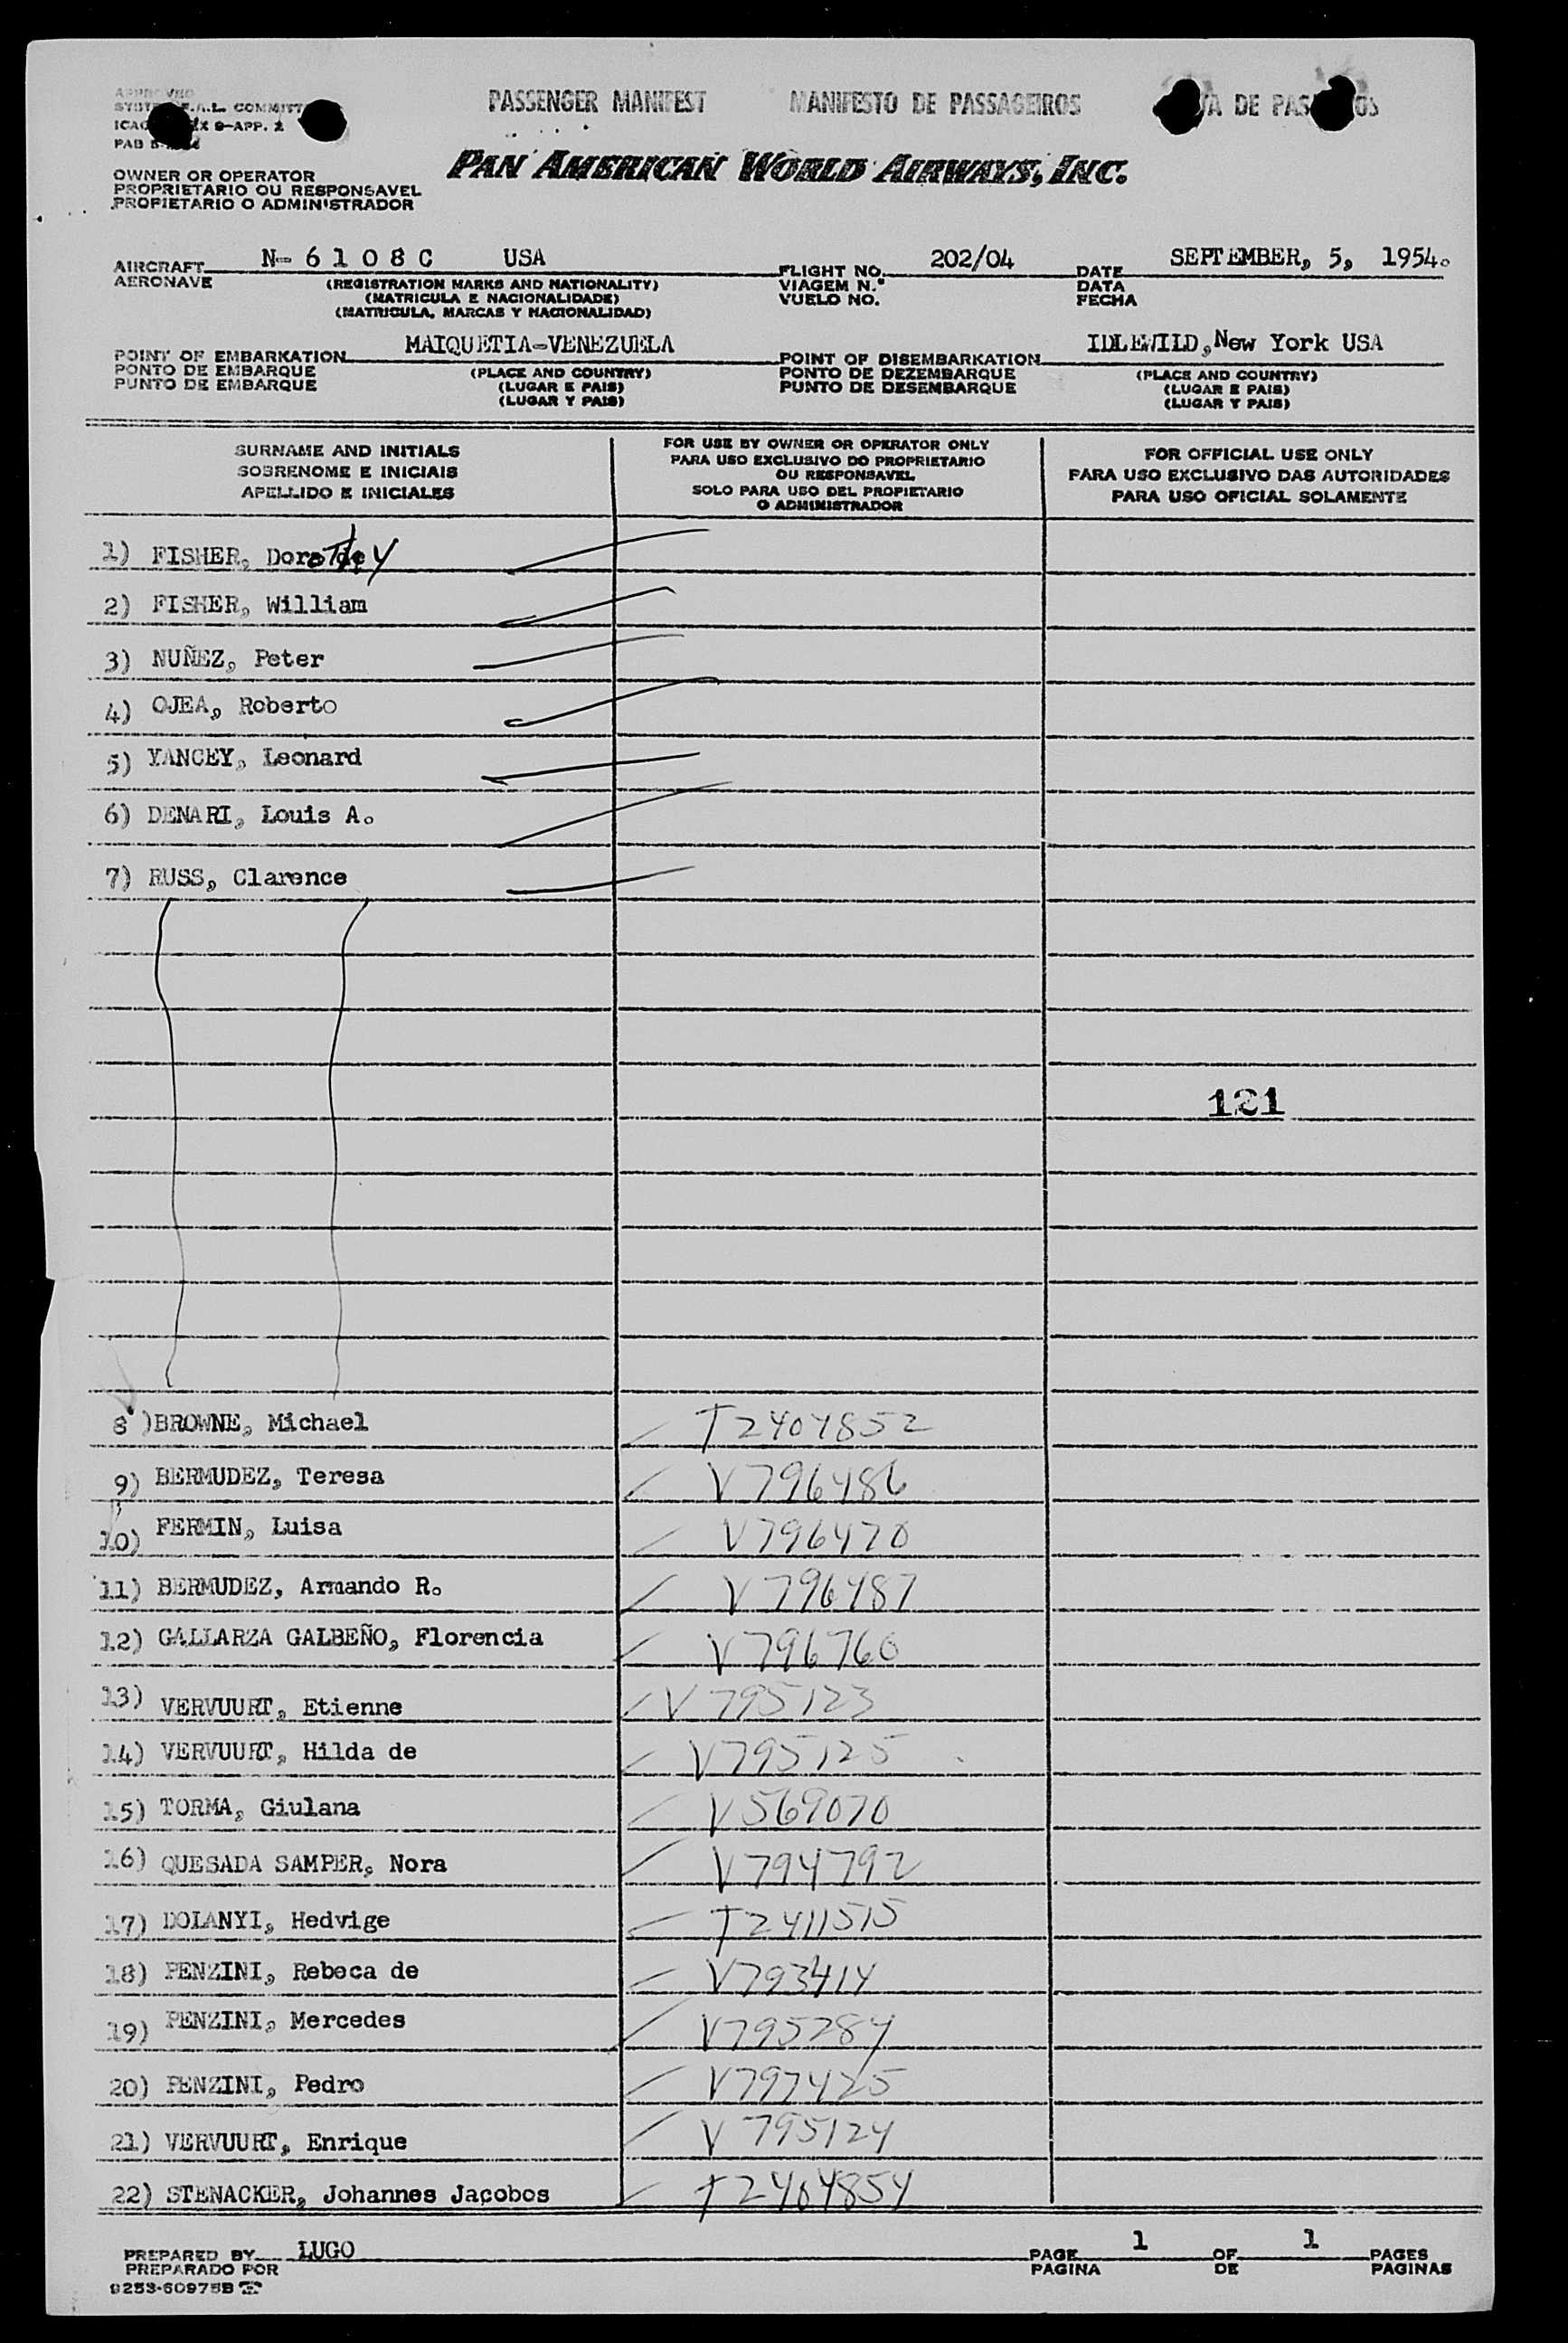 PASSENGER MANIFEST MANIFESTO DE PASSAGEIROS DE
ICAO 9-APP. 2
PAN AMERICAN WORLD AIRWAYS, INC.
OWNER OR OPERATOR
PROPRIETARIO OU RESPONSAVEL
PROPIETARIO O ADMINISTRADOR
AIRCRAFT N-6108C USA FLIGHT NO. 202/04 DATE SEPTEMBER, 5, 1954.
AERONAVE (REGISTRATION MARKS AND NATIONALITY) VIAGEM N.º DATA
(MATRICULA E NACIONALIDADE) VUELO NO. FECHA
(MATRICULA, MARCAS Y NACIONALIDAD)
POINT OF EMBARKATION MAIQUETIA-VENEZUELA POINT OF DISEMBARKATION IDLEWILD, New York USA
PONTO DE EMBARQUE (PLACE AND COUNTRY) PONTO DE DEZEMBARQUE (PLACE AND COUNTRY)
PUNTO DE EMBARQUE (LUGAR E PAIS) PUNTO DE DESEMBARQUE (LUGAR E PAIS)
(LUGAR Y PAIS) (LUGAR Y PAIS)
SURNAME AND INITIALS
SOBRENOME E INICIAIS
APELLIDO E INICIALES
FOR USE BY OWNER OR OPERATOR ONLY
PARA USO EXCLUSIVO DO PROPRIETARIO
OU RESPONSAVEL
SOLO PARA USO DEL PROPIETARIO
O ADMINISTRADOR
FOR OFFICIAL USE ONLY
PARA USO EXCLUSIVO DAS AUTORIDADES
PARA USO OFICIAL SOLAMENTE
1) FISHER, Dorothy
2) FISHER, William
3) NUÑEZ, Peter
4) OJEA, Roberto
5) YANCEY, Leonard
6) DENARI, Louis A.
7) RUSS, Clarence
121
8 )BROWNE, Michael T2404852
9) BERMUDEZ, Teresa V796486
10) FERMIN, Luisa V796470
11) BERMUDEZ, Armando R. V796487
12) GALLARZA GALBEÑO, Florencia V796760
13) VERVUURT, Etienne V795123
14) VERVUURT, Hilda de V795125
15) TORMA, Giulana V569070
16) QUESADA SAMPER, Nora V794792
17) DOLANYI, Hedvige T2411515
18) PENZINI, Rebeca de V793414
19) PENZINI, Mercedes V795284
20) PENZINI, Pedro V797425
21) VERVUURT, Enrique V795124
22) STENACKER, Johannes Jacobos T2404854
PREPARED BY LUGO PAGE 1 OF 1 PAGES
PREPARADO POR PAGINA DE PAGINAS
9253-60975B